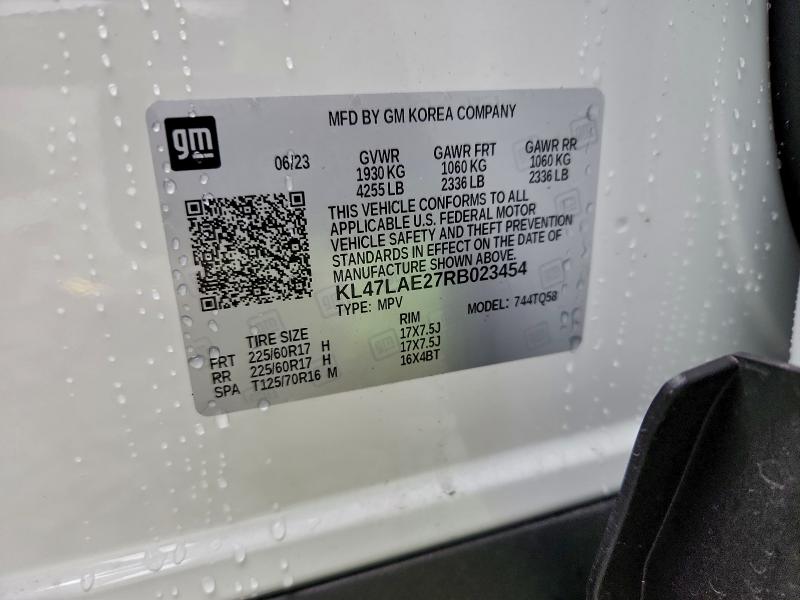 MFD BY GM KOREA COMPANY
gm
06/23
GVWR GAWR FRT GAWR RR
1930 KG 1060 KG 1060 KG
4255 LB 2336 LB 2336 LB
THIS VEHICLE CONFORMS TO ALL
APPLICABLE U.S. FEDERAL MOTOR
VEHICLE SAFETY AND THEFT PREVENTION
STANDARDS IN EFFECT ON THE DATE OF
MANUFACTURE SHOWN ABOVE.
KL47LAE27RB023454
TYPE: MPV MODEL: 744TQ58
TIRE SIZE RIM
FRT 225/60R17 H 17X7.5J
RR 225/60R17 H 17X7.5J
SPA T125/70R16 M 16X4BT